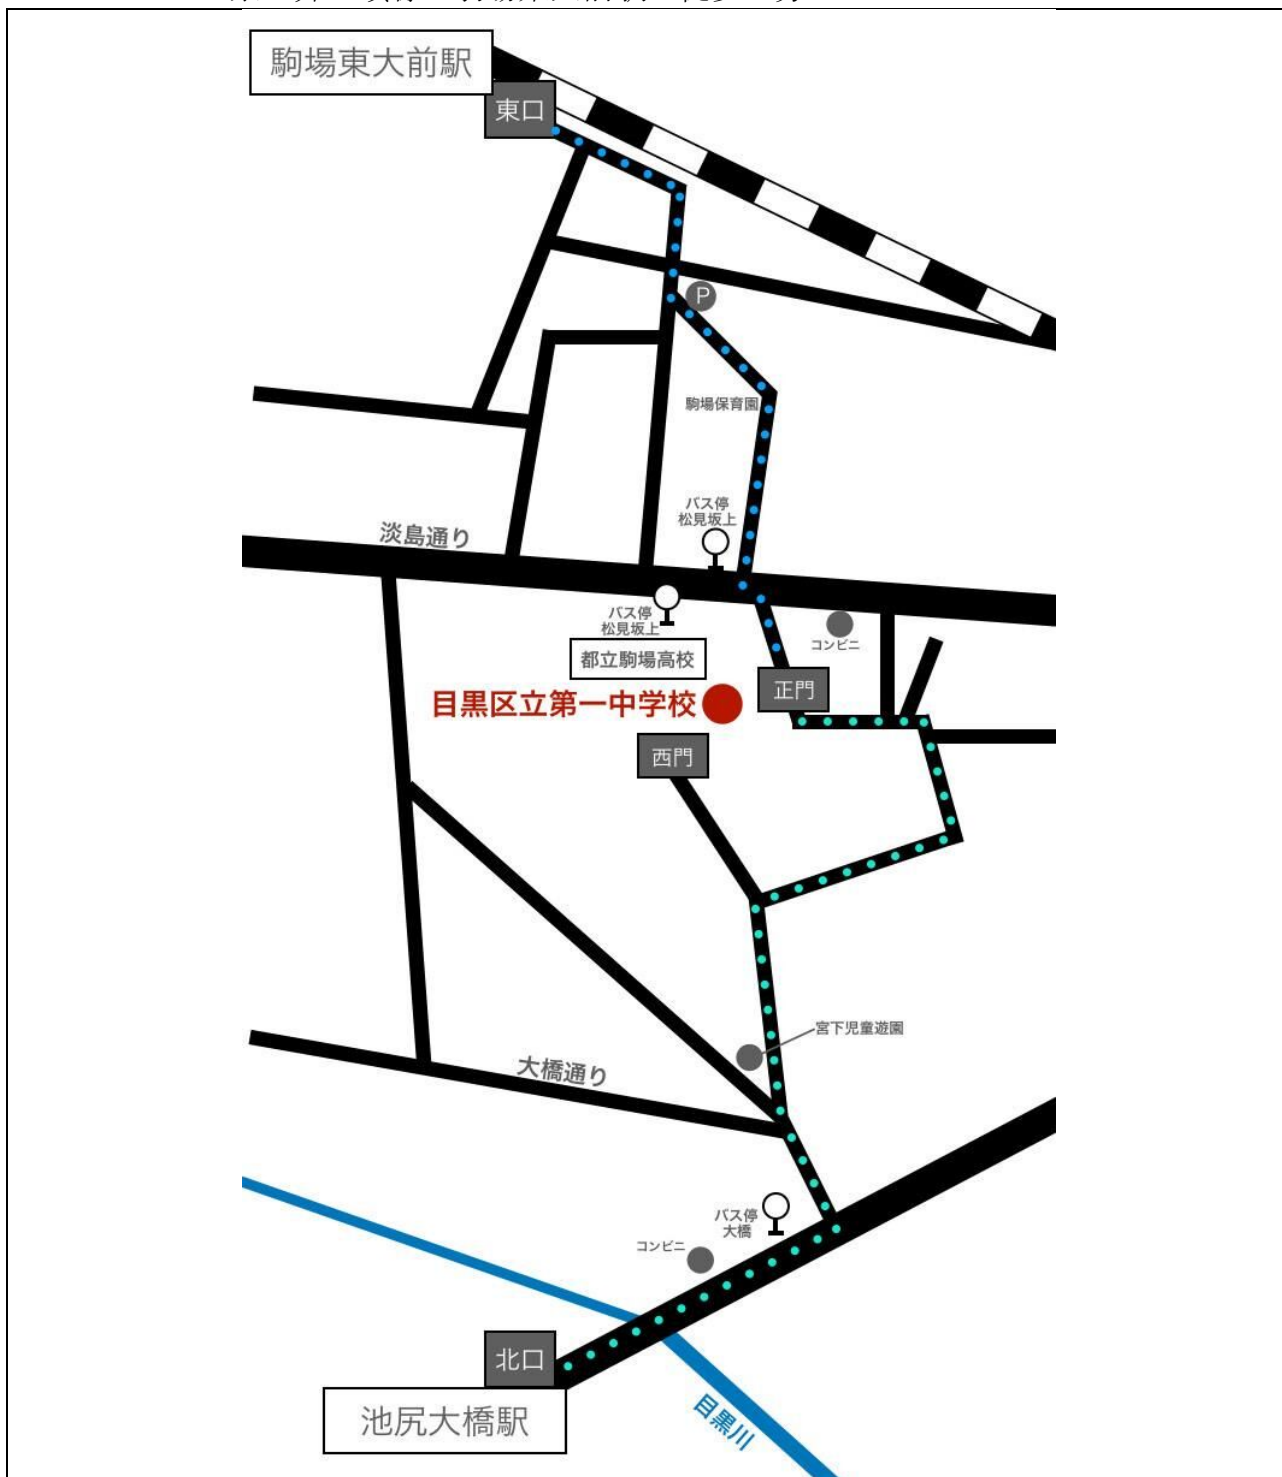 駒場東大前駅
東口
P
駒場保育園
バス停
松見坂上
淡島通り
バス停
松見坂上
コンビニ
都立駒場高校
正門
目黒区立第一中学校
西門
宮下児童遊園
大橋通り
バス停
大橋
コンビニ
北口
池尻大橋駅
目黒川